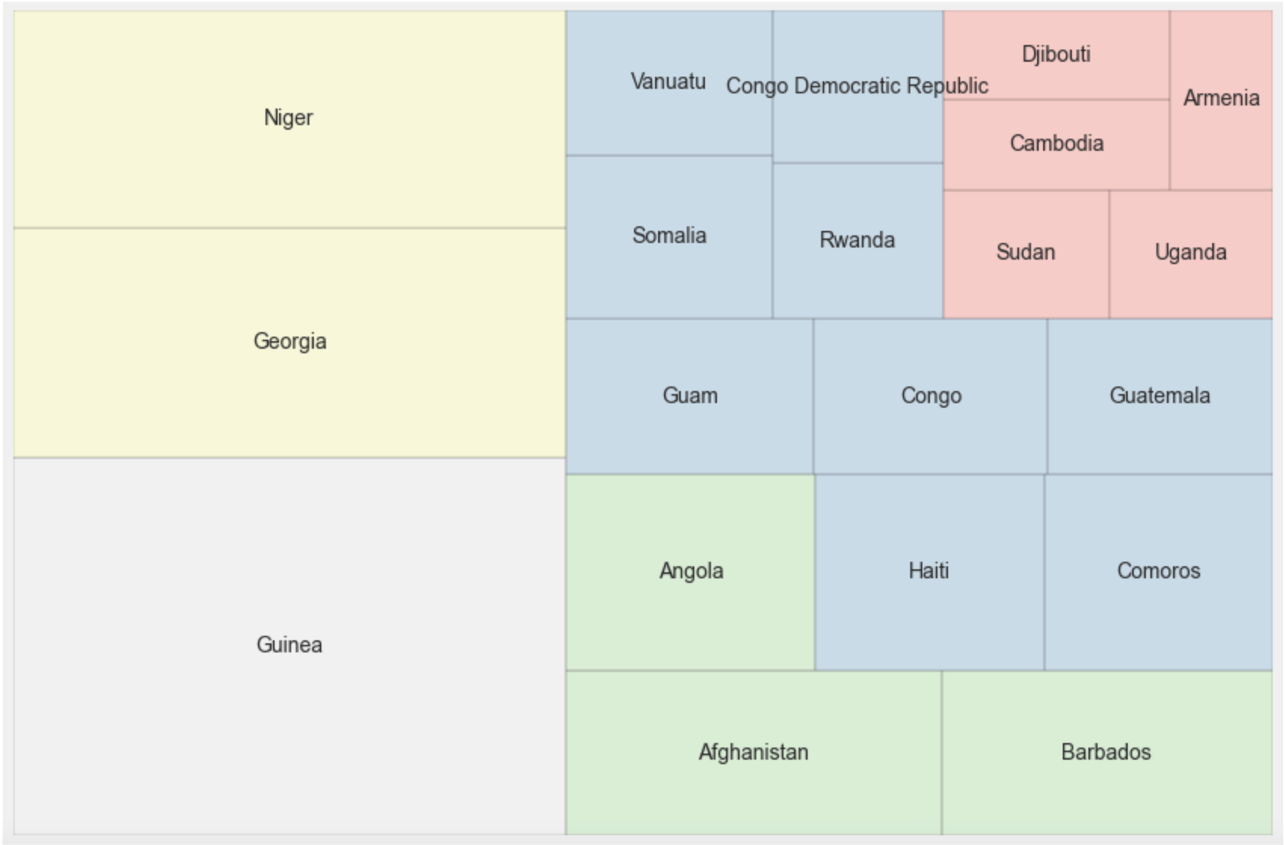 Niger
Georgia
Guinea
Vanuatu
Congo Democratic Republic
Somalia
Rwanda
Djibouti
Cambodia
Armenia
Sudan
Uganda
Guam
Congo
Guatemala
Angola
Haiti
Comoros
Afghanistan
Barbados